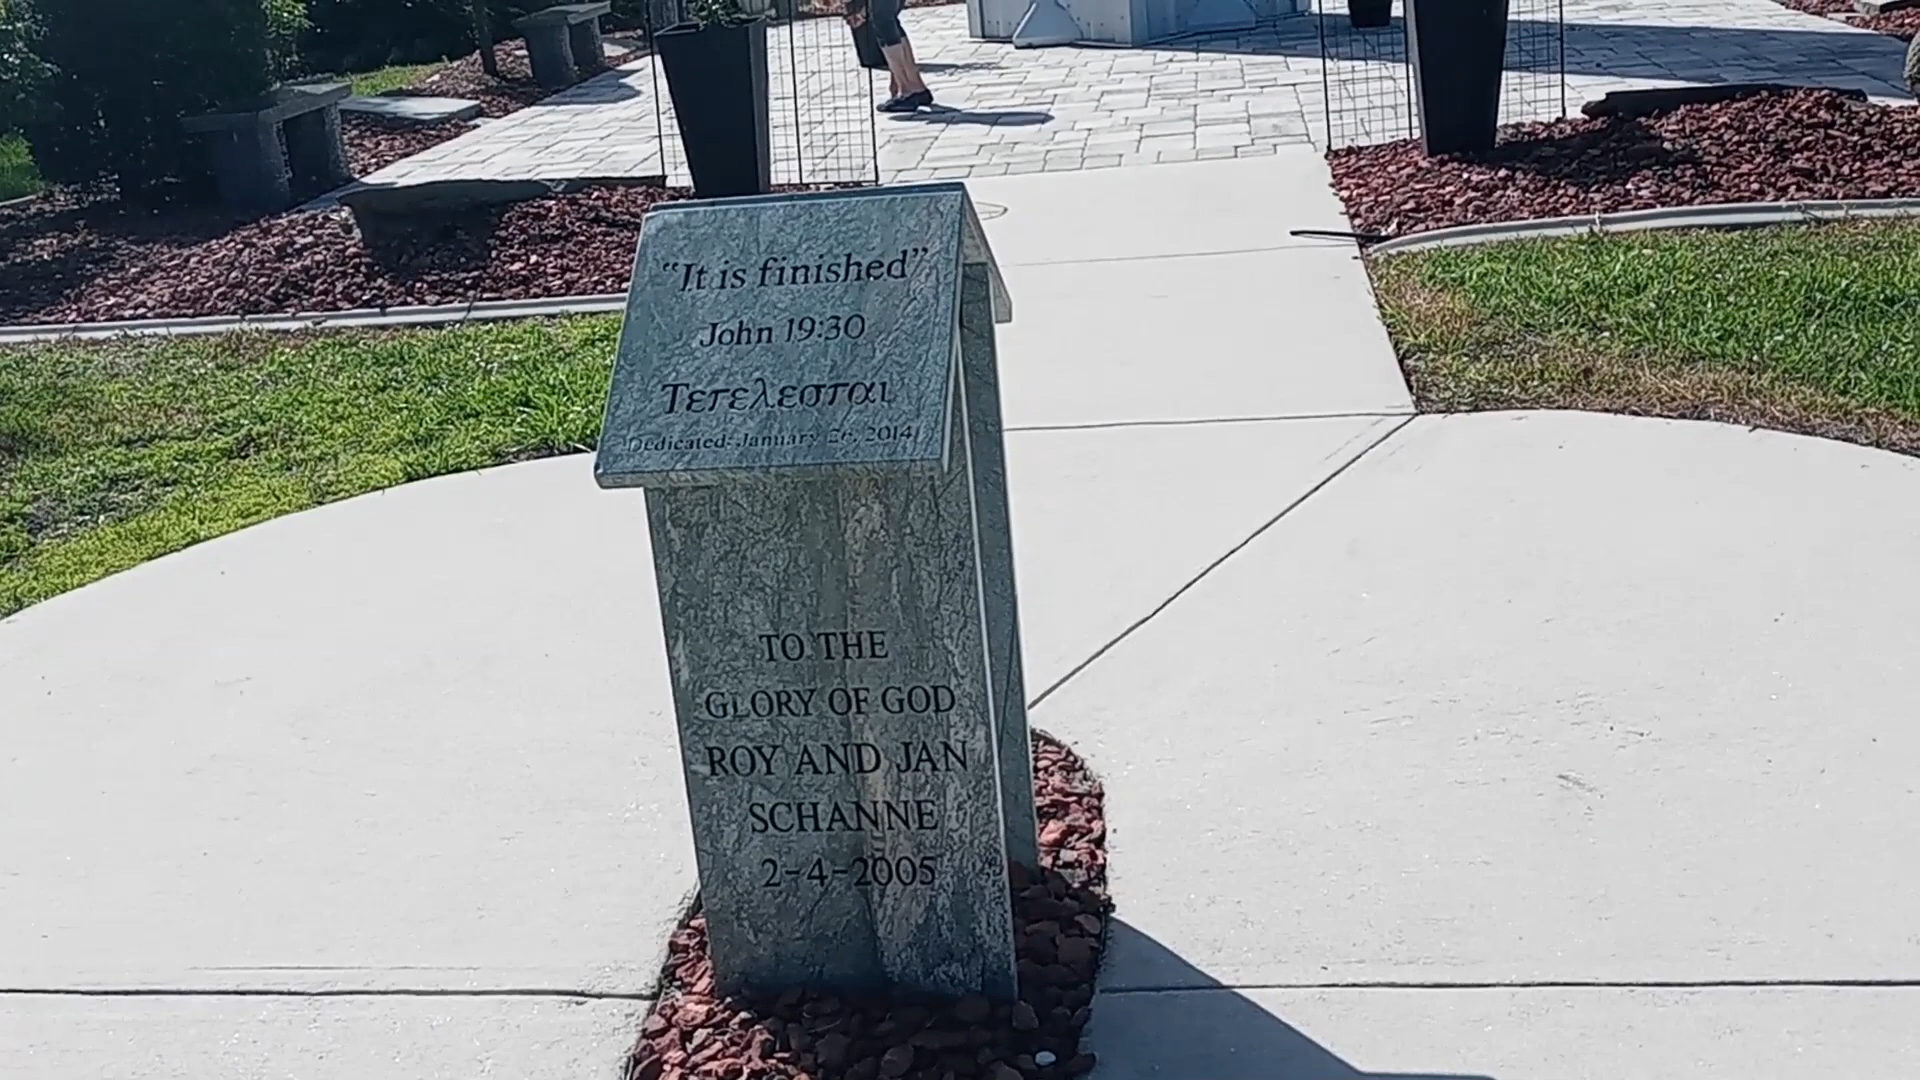 “It is finished”
John 19:30
Τετελεσται
Dedicated: January 26, 2014
TO THE
GLORY OF GOD
ROY AND JAN
SCHANNE
2-4-2005